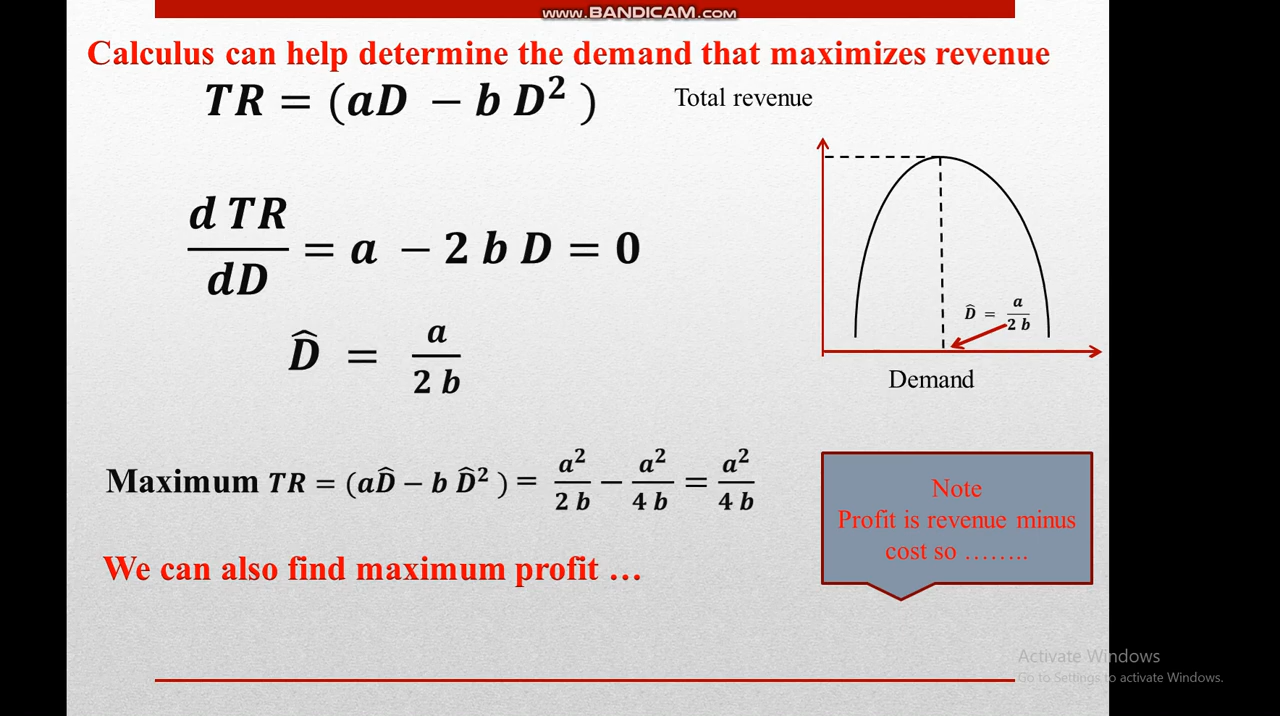 www.BANDICAM.com
Calculus can help determine the demand that maximizes revenue
TR = (aD − b D² )
Total revenue
d TR / dD = a − 2 b D = 0
D̂ = a / 2 b
D̂ = a / 2 b
Demand
Maximum TR = (aD̂ − b D̂² ) = a² / 2 b − a² / 4 b = a² / 4 b
Note
Profit is revenue minus
cost so ........
We can also find maximum profit …
Activate Windows
Go to Settings to activate Windows.